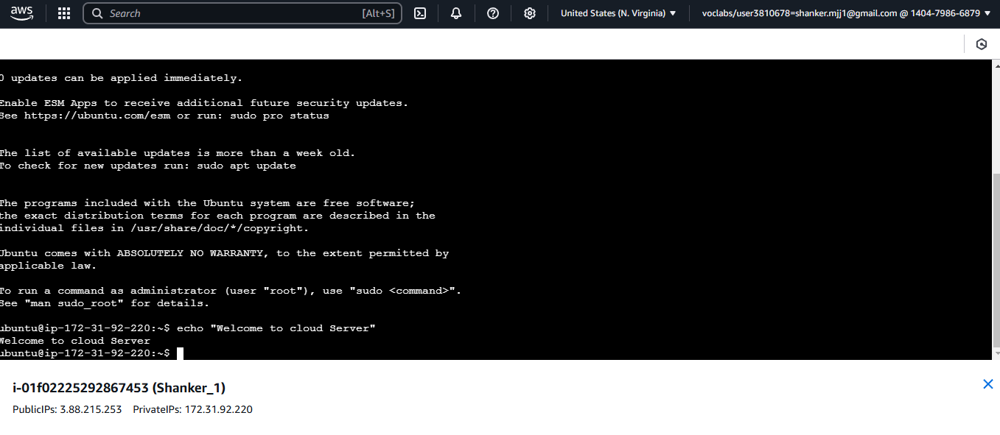 aws
Search [Alt+S] United States (N. Virginia) ▼ voclabs/user3810678=shanker.mjj1@gmail.com @ 1404-7986-6879 ▼
0 updates can be applied immediately.
Enable ESM Apps to receive additional future security updates.
See https://ubuntu.com/esm or run: sudo pro status
The list of available updates is more than a week old.
To check for new updates run: sudo apt update
The programs included with the Ubuntu system are free software;
the exact distribution terms for each program are described in the
individual files in /usr/share/doc/*/copyright.
Ubuntu comes with ABSOLUTELY NO WARRANTY, to the extent permitted by
applicable law.
To run a command as administrator (user "root"), use "sudo <command>".
See "man sudo_root" for details.
ubuntu@ip-172-31-92-220:~$ echo "Welcome to cloud Server"
Welcome to cloud Server
ubuntu@ip-172-31-92-220:~$
i-01f02225292867453 (Shanker_1)
PublicIPs: 3.88.215.253 PrivateIPs: 172.31.92.220